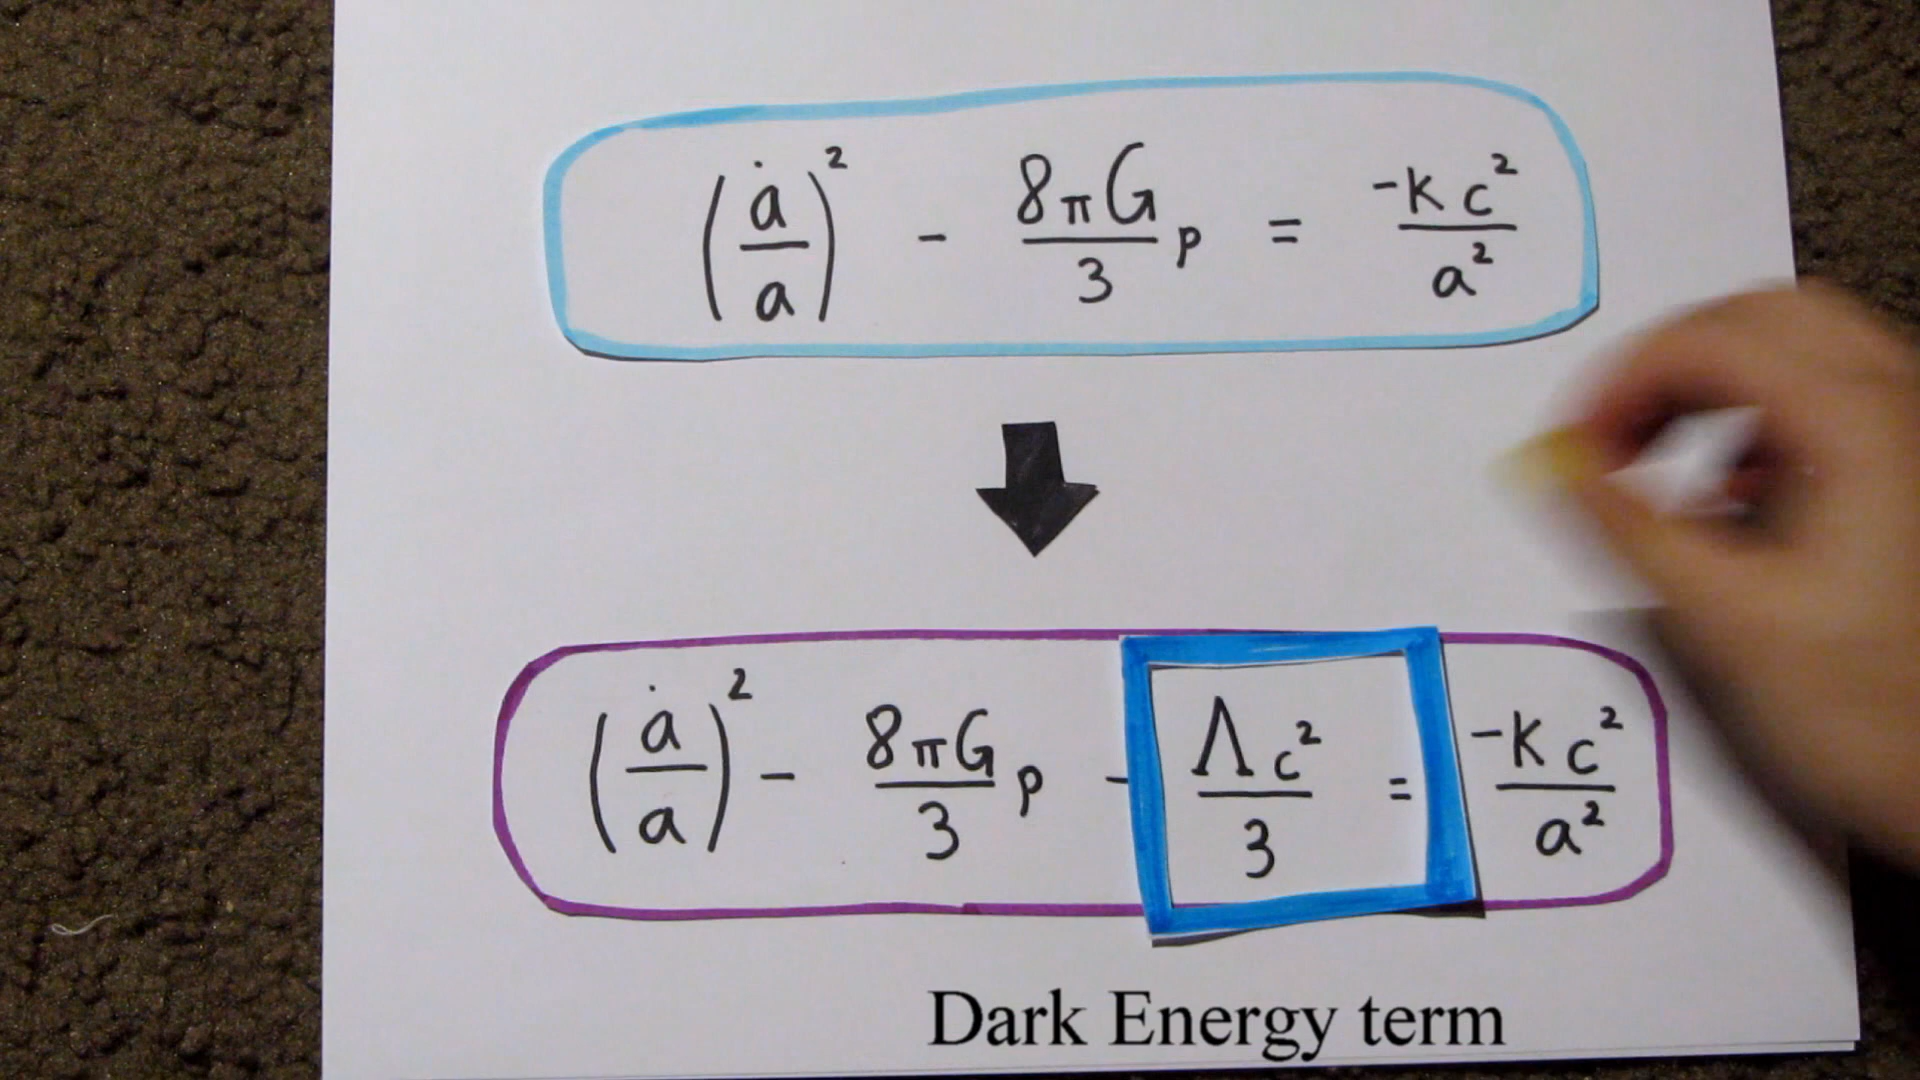 (ȧ/a)² - 8πG/3 p = -kc²/a²
(ȧ/a)² - 8πG/3 p - Λc²/3 = -kc²/a²
Dark Energy term